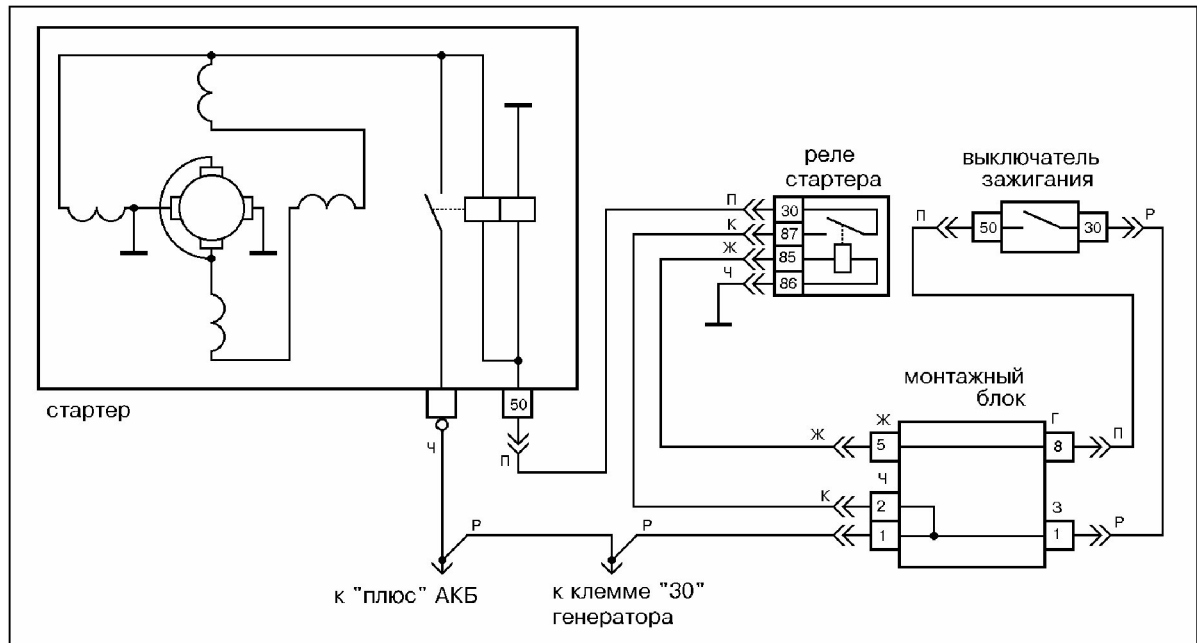 реле
стартера
выключатель
зажигания
П
30
К
87
Ж
85
Ч
86
П
50
30
Р
монтажный
блок
стартер
50
Ч
П
Ж
Ж
5
Г
8
П
Ч
К
2
З
1
1
Р
Р
Р
к "плюс" АКБ
к клемме "30"
генератора